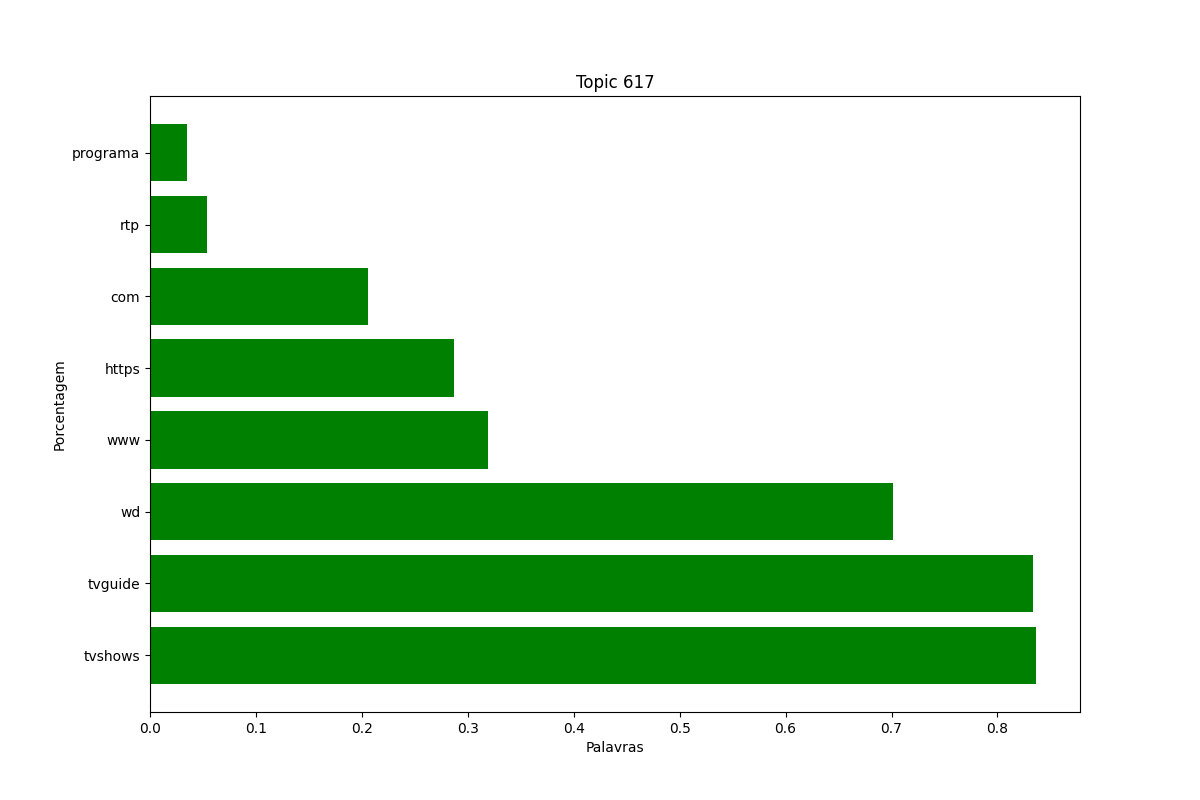 Topic 617
Porcentagem
programa
rtp
com
https
www
wd
tvguide
tvshows
0.0 0.1 0.2 0.3 0.4 0.5 0.6 0.7 0.8
Palavras